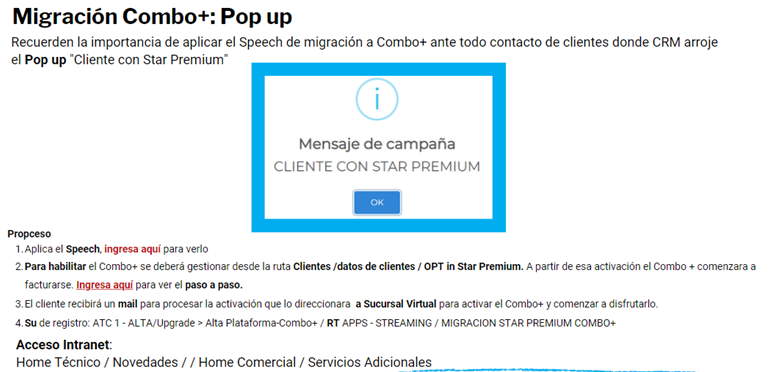 Migración Combo+: Pop up
Recuerden la importancia de aplicar el Speech de migración a Combo+ ante todo contacto de clientes donde CRM arroje
el Pop up "Cliente con Star Premium"
i
Mensaje de campaña
CLIENTE CON STAR PREMIUM
OK
Propceso
1. Aplica el Speech, ingresa aquí para verlo
2. Para habilitar el Combo+ se deberá gestionar desde la ruta Clientes /datos de clientes / OPT in Star Premium. A partir de esa activación el Combo + comenzara a
facturarse. Ingresa aquí para ver el paso a paso.
3. El cliente recibirá un mail para procesar la activación que lo direccionara a Sucursal Virtual para activar el Combo+ y comenzar a disfrutarlo.
4. Su de registro: ATC 1 - ALTA/Upgrade > Alta Plataforma-Combo+ / RT APPS - STREAMING / MIGRACION STAR PREMIUM COMBO+
Acceso Intranet:
Home Técnico / Novedades / / Home Comercial / Servicios Adicionales